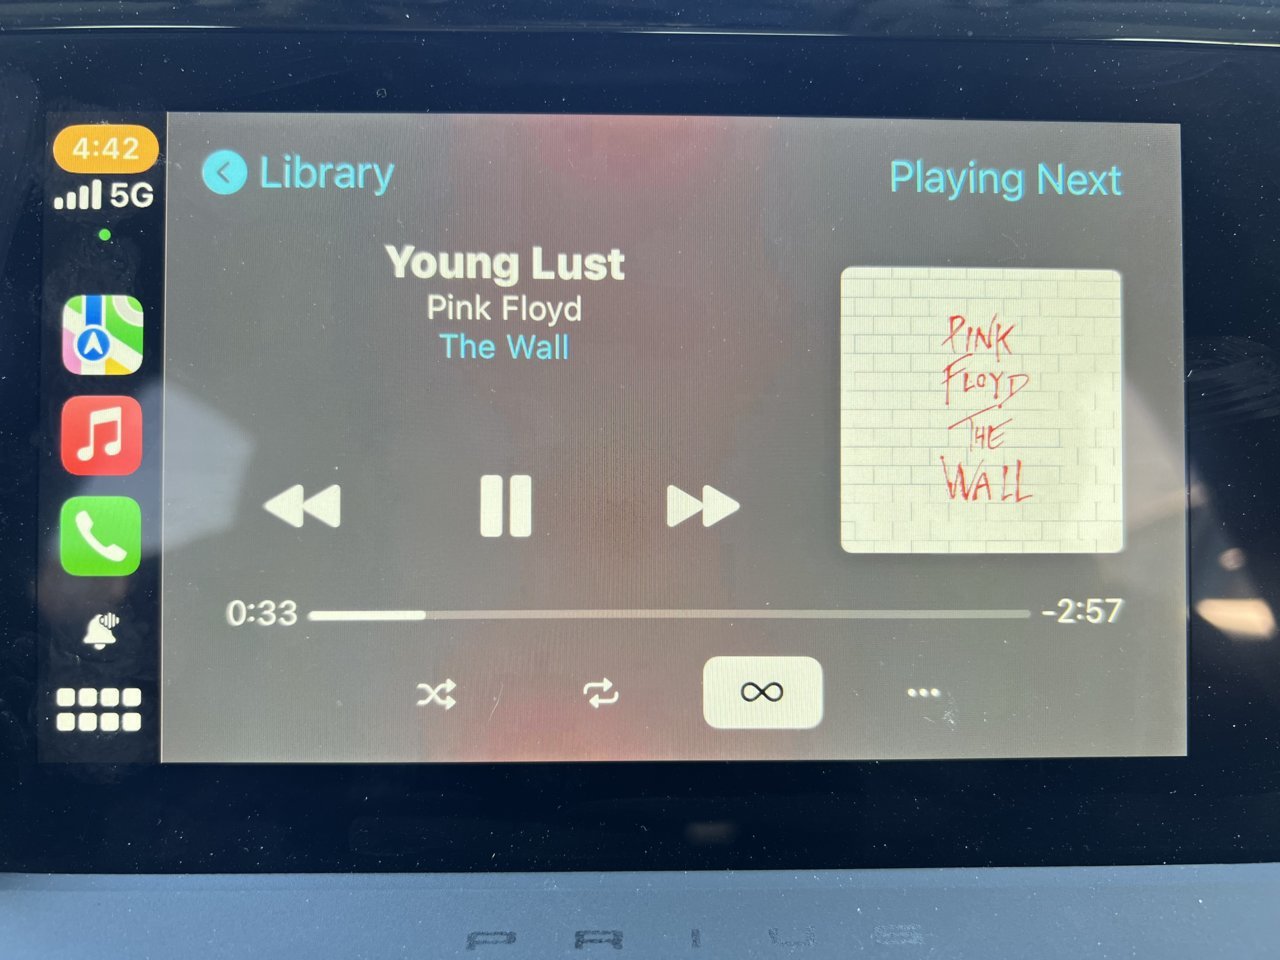 4:42
5G
Library
Playing Next
Young Lust
Pink Floyd
The Wall
PINK
FLOYD
THE
WALL
0:33
-2:57
PRIUS